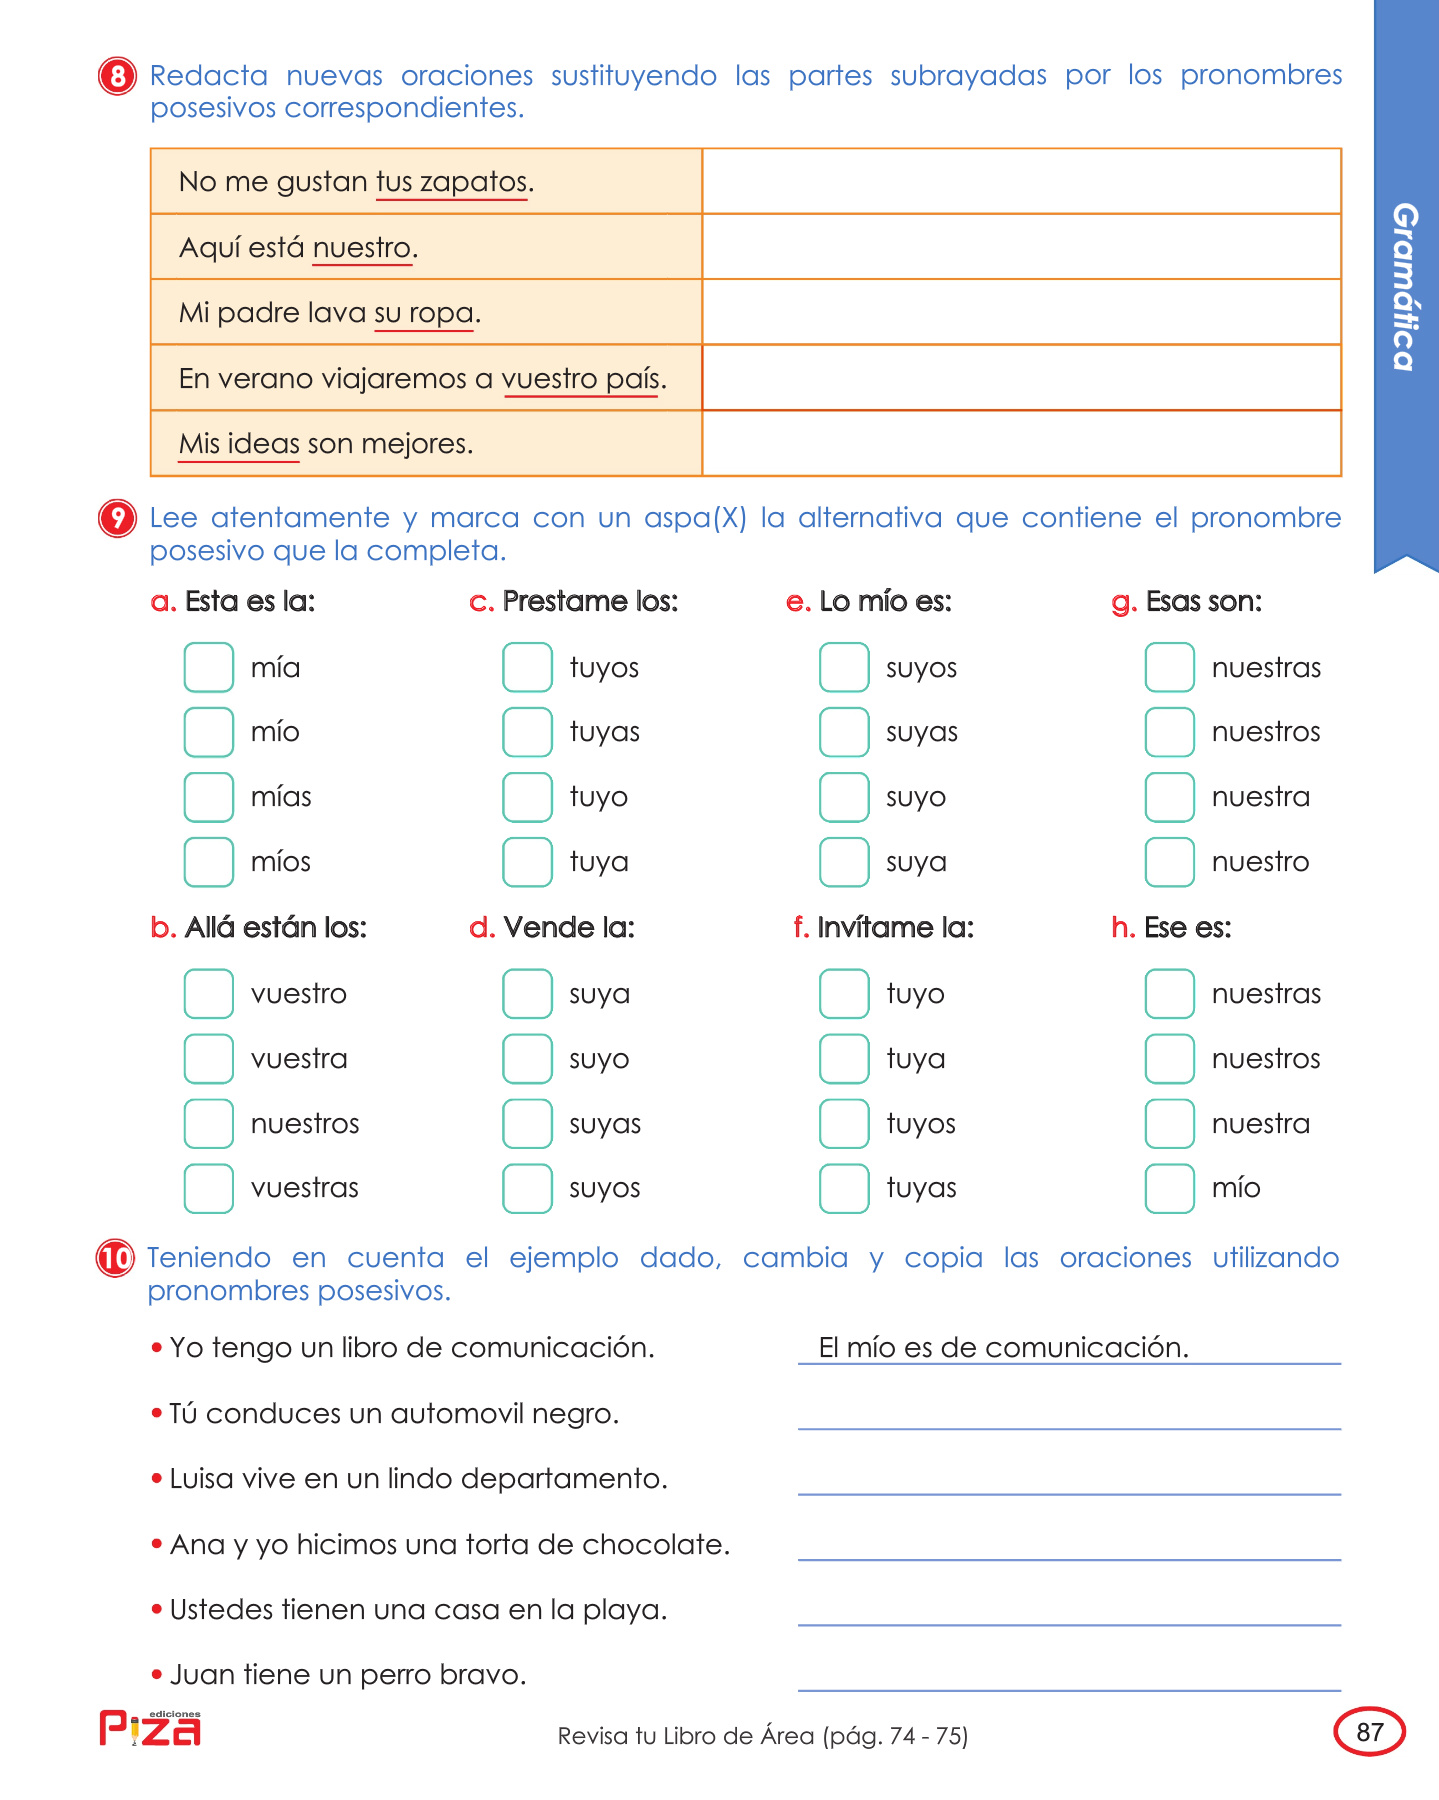 8 Redacta nuevas oraciones sustituyendo las partes subrayadas por los pronombres
posesivos correspondientes.
No me gustan tus zapatos.
Aquí está nuestro.
Mi padre lava su ropa.
En verano viajaremos a vuestro país.
Mis ideas son mejores.
Gramática
9 Lee atentamente y marca con un aspa(X) la alternativa que contiene el pronombre
posesivo que la completa.
a. Esta es la:
mía
mío
mías
míos
c. Prestame los:
tuyos
tuyas
tuyo
tuya
e. Lo mío es:
suyos
suyas
suyo
suya
g. Esas son:
nuestras
nuestros
nuestra
nuestro
b. Allá están los:
vuestro
vuestra
nuestros
vuestras
d. Vende la:
suya
suyo
suyas
suyos
f. Invítame la:
tuyo
tuya
tuyos
tuyas
h. Ese es:
nuestras
nuestros
nuestra
mío
10 Teniendo en cuenta el ejemplo dado, cambia y copia las oraciones utilizando
pronombres posesivos.
• Yo tengo un libro de comunicación. El mío es de comunicación.
• Tú conduces un automovil negro.
• Luisa vive en un lindo departamento.
• Ana y yo hicimos una torta de chocolate.
• Ustedes tienen una casa en la playa.
• Juan tiene un perro bravo.
ediciones
Piza
Revisa tu Libro de Área (pág. 74 - 75)
87